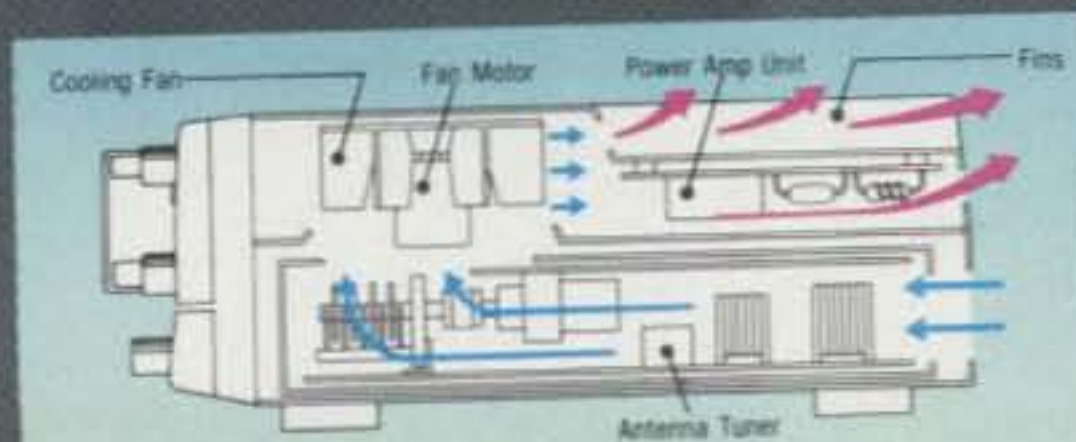 Cooling Fan
Fan Motor
Power Amp Unit
Fins
Antenna Tuner